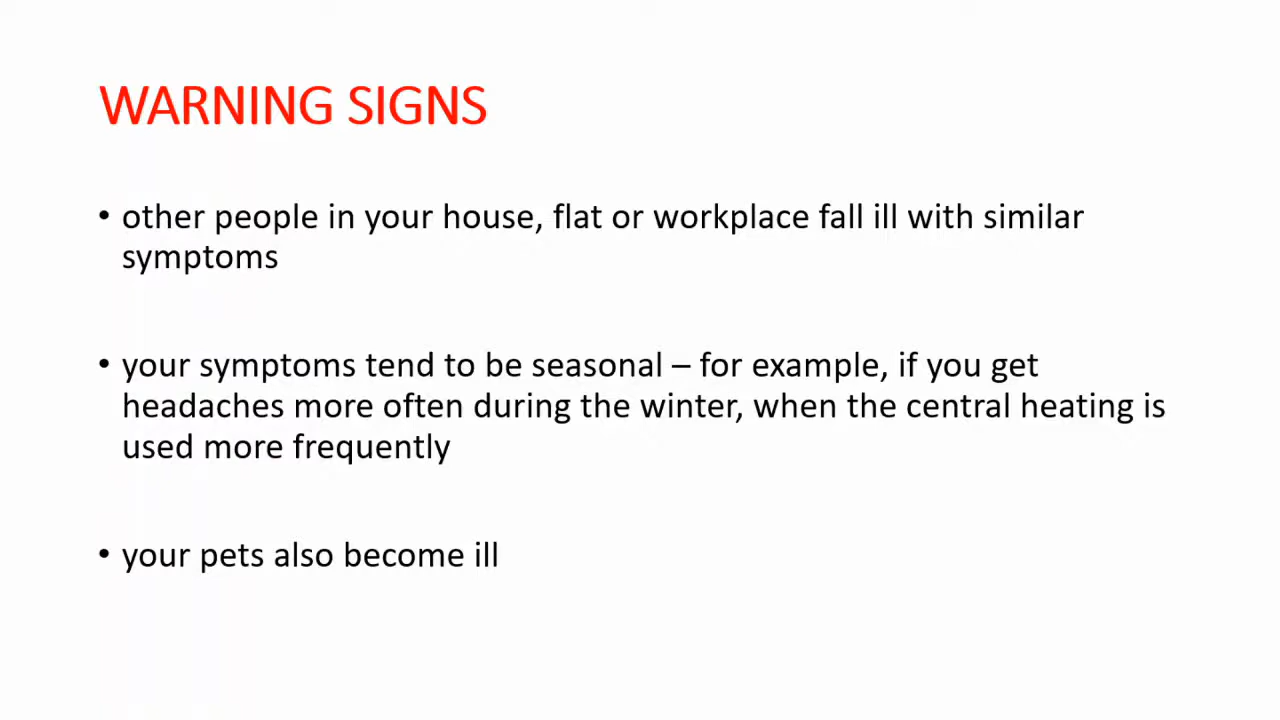 WARNING SIGNS
• other people in your house, flat or workplace fall ill with similar
symptoms
• your symptoms tend to be seasonal – for example, if you get
headaches more often during the winter, when the central heating is
used more frequently
• your pets also become ill